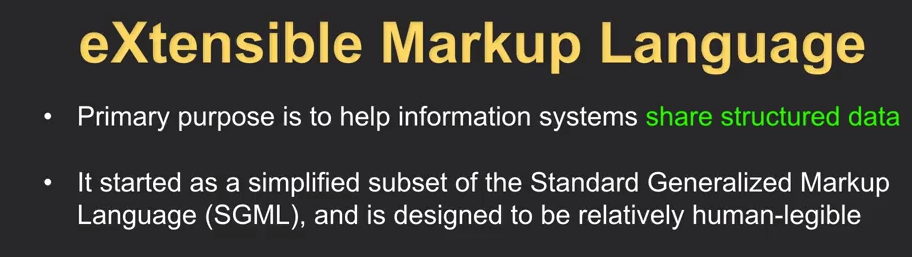 eXtensible Markup Language
• Primary purpose is to help information systems share structured data
• It started as a simplified subset of the Standard Generalized Markup
Language (SGML), and is designed to be relatively human-legible